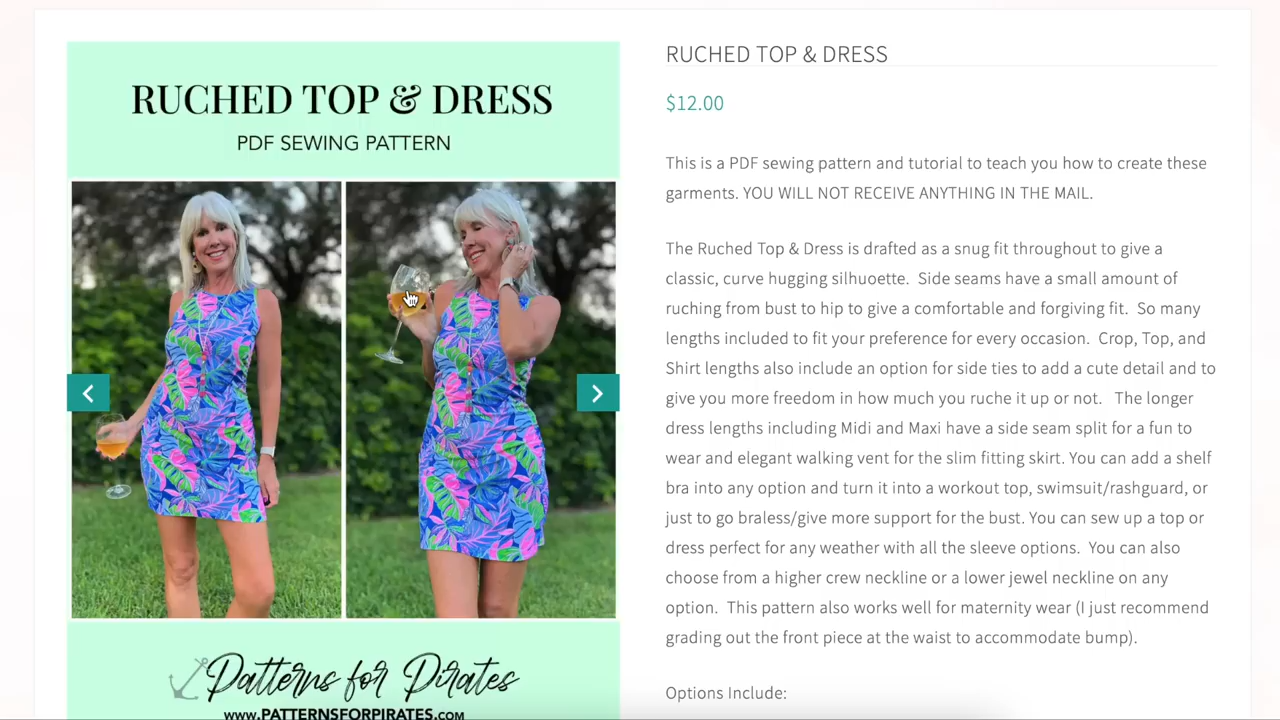 RUCHED TOP & DRESS
PDF SEWING PATTERN
Patterns for Pirates
www.PATTERNSFORPIRATES.com
RUCHED TOP & DRESS
$12.00
This is a PDF sewing pattern and tutorial to teach you how to create these
garments. YOU WILL NOT RECEIVE ANYTHING IN THE MAIL.
The Ruched Top & Dress is drafted as a snug fit throughout to give a
classic, curve hugging silhuoette.  Side seams have a small amount of
ruching from bust to hip to give a comfortable and forgiving fit.  So many
lengths included to fit your preference for every occasion.  Crop, Top, and
Shirt lengths also include an option for side ties to add a cute detail and to
give you more freedom in how much you ruche it up or not.   The longer
dress lengths including Midi and Maxi have a side seam split for a fun to
wear and elegant walking vent for the slim fitting skirt. You can add a shelf
bra into any option and turn it into a workout top, swimsuit/rashguard, or
just to go braless/give more support for the bust. You can sew up a top or
dress perfect for any weather with all the sleeve options.  You can also
choose from a higher crew neckline or a lower jewel neckline on any
option.  This pattern also works well for maternity wear (I just recommend
grading out the front piece at the waist to accommodate bump).
Options Include: